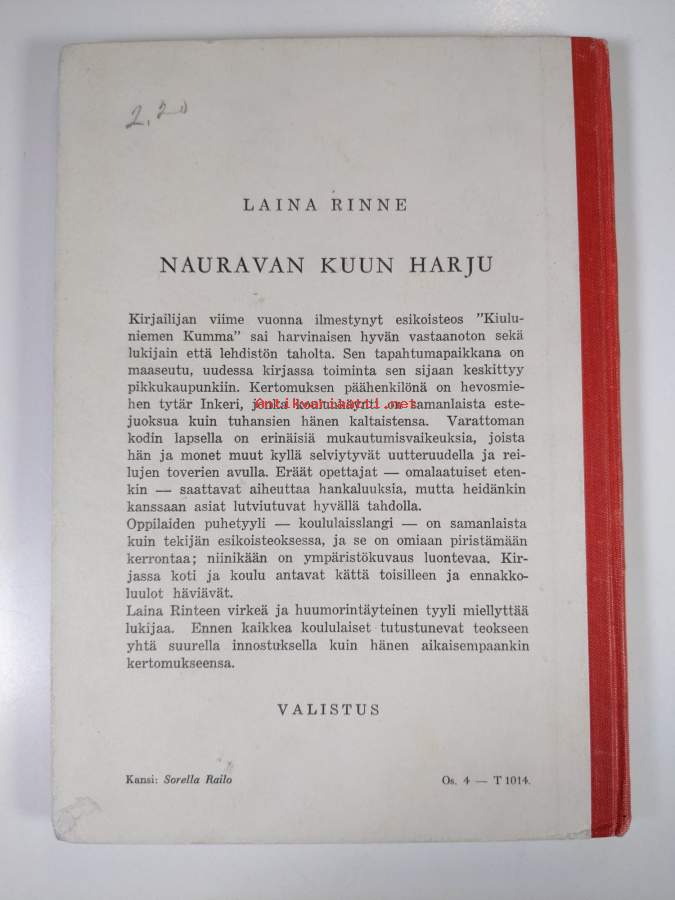 2,20
LAINA RINNE
NAURAVAN KUUN HARJU
Kirjailijan viime vuonna ilmestynyt esikoisteos "Kiulu-
niemen Kumma" sai harvinaisen hyvän vastaanoton sekä
lukijain että lehdistön taholta. Sen tapahtumapaikkana on
maaseutu, uudessa kirjassa toiminta sen sijaan keskittyy
pikkukaupunkiin. Kertomuksen päähenkilönä on hevosmie-
hen tytär Inkeri, jonka koulunkäynti on samanlaista este-
Antikvariaatti.net
juoksua kuin tuhansien hänen kaltaistensa. Varattoman
kodin lapsella on erinäisiä mukautumisvaikeuksia, joista
hän ja monet muut kyllä selviytyvät uutteruudella ja rei-
lujen toverien avulla. Eräät opettajat — omalaatuiset eten-
kin — saattavat aiheuttaa hankaluuksia, mutta heidänkin
kanssaan asiat lutviutuvat hyvällä tahdolla.
Oppilaiden puhetyyli — koululaisslangi — on samanlaista
kuin tekijän esikoisteoksessa, ja se on omiaan piristämään
kerrontaa; niinikään on ympäristökuvaus luontevaa. Kir-
jassa koti ja koulu antavat kättä toisilleen ja ennakko-
luulot häviävät.
Laina Rinteen virkeä ja huumorintäyteinen tyyli miellyttää
lukijaa. Ennen kaikkea koululaiset tutustunevat teokseen
yhtä suurella innostuksella kuin hänen aikaisempaankin
kertomukseensa.
VALISTUS
Kansi: Sorella Railo
Os. 4 — T 1014.